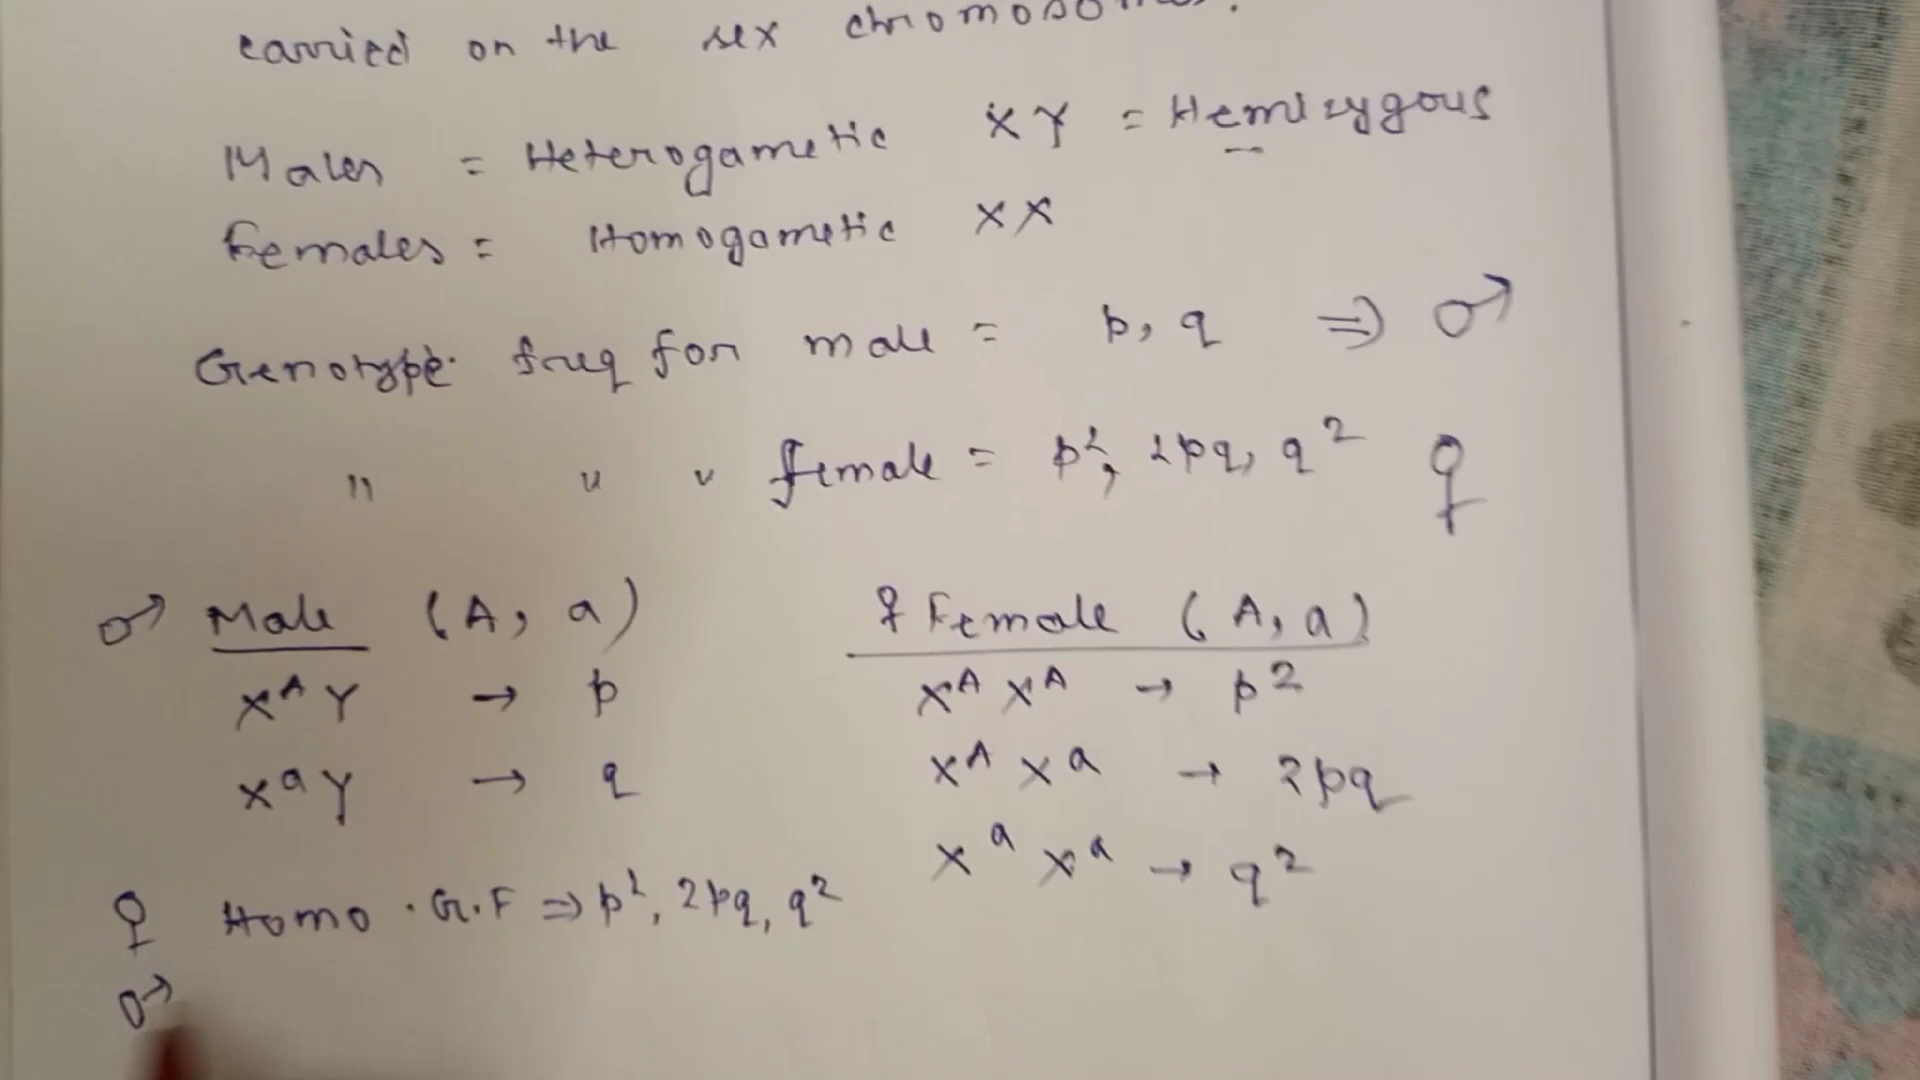 carried on the sex chromosomes.
Males = Heterogametic XY = Hemizygous
Females = Homogametic XX
Genotype freq for male = p, q ⇒ ♂
" " " female = p², 2pq, q² ♀
♂ Male (A, a)
X^A Y → p
X^a Y → q
♀ Female (A, a)
X^A X^A → p²
X^A X^a → 2pq
X^a X^a → q²
♀ Homo. G.F ⇒ p², 2pq, q²
♂